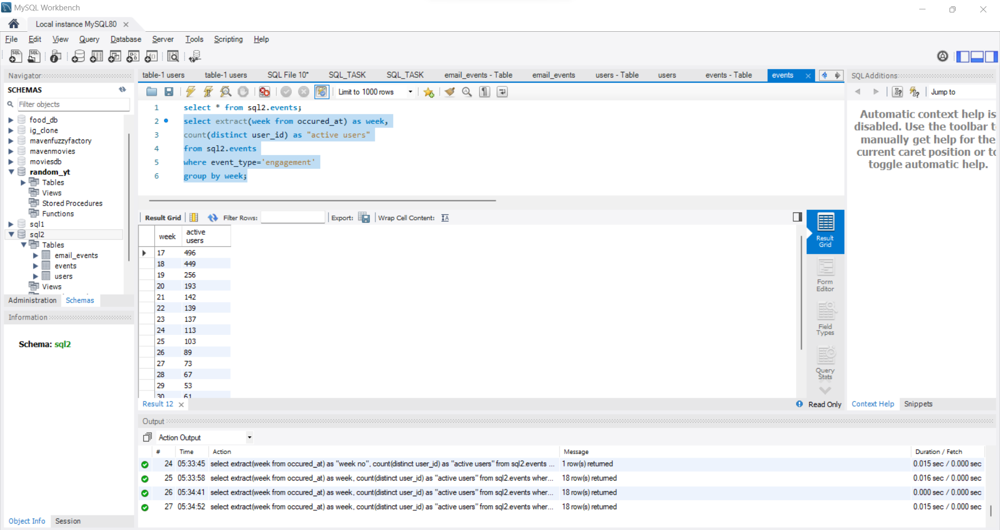 MySQL Workbench
Local instance MySQL80
File Edit View Query Database Server Tools Scripting Help
Navigator
SCHEMAS
Filter objects
food_db
ig_clone
mavenfuzzyfactory
mavenmovies
moviesdb
random_yt
Tables
Views
Stored Procedures
Functions
sql1
sql2
Tables
email_events
events
users
Views
Administration Schemas
Information
Schema: sql2
Object Info Session
table-1 users table-1 users SQL File 10* SQL_TASK SQL_TASK email_events - Table email_events users - Table users events - Table events
Limit to 1000 rows
1 select * from sql2.events;
2 select extract(week from occured_at) as week,
3 count(distinct user_id) as "active users"
4 from sql2.events
5 where event_type='engagement'
6 group by week;
Result Grid Filter Rows: Export: Wrap Cell Content:
week active users
17 496
18 449
19 256
20 193
21 142
22 139
23 137
24 113
25 103
26 89
27 73
28 67
29 53
30 61
Result Grid
Form Editor
Field Types
Query Stats
Result 12
Read Only
SQLAdditions
Jump to
Automatic context help is
disabled. Use the toolbar t
manually get help for the
current caret position or to
toggle automatic help.
Context Help Snippets
Output
Action Output
# Time Action Message Duration / Fetch
24 05:33:45 select extract(week from occured_at) as "week no", count(distinct user_id) as "active users" from sql2.events ... 1 row(s) returned 0.015 sec / 0.000 sec
25 05:33:58 select extract(week from occured_at) as week, count(distinct user_id) as "active users" from sql2.events wher... 18 row(s) returned 0.016 sec / 0.000 sec
26 05:34:41 select extract(week from occured_at) as week, count(distinct user_id) as "active users" from sql2.events wher... 18 row(s) returned 0.000 sec / 0.000 sec
27 05:34:52 select extract(week from occured_at) as week, count(distinct user_id) as "active users" from sql2.events wher... 18 row(s) returned 0.015 sec / 0.000 sec